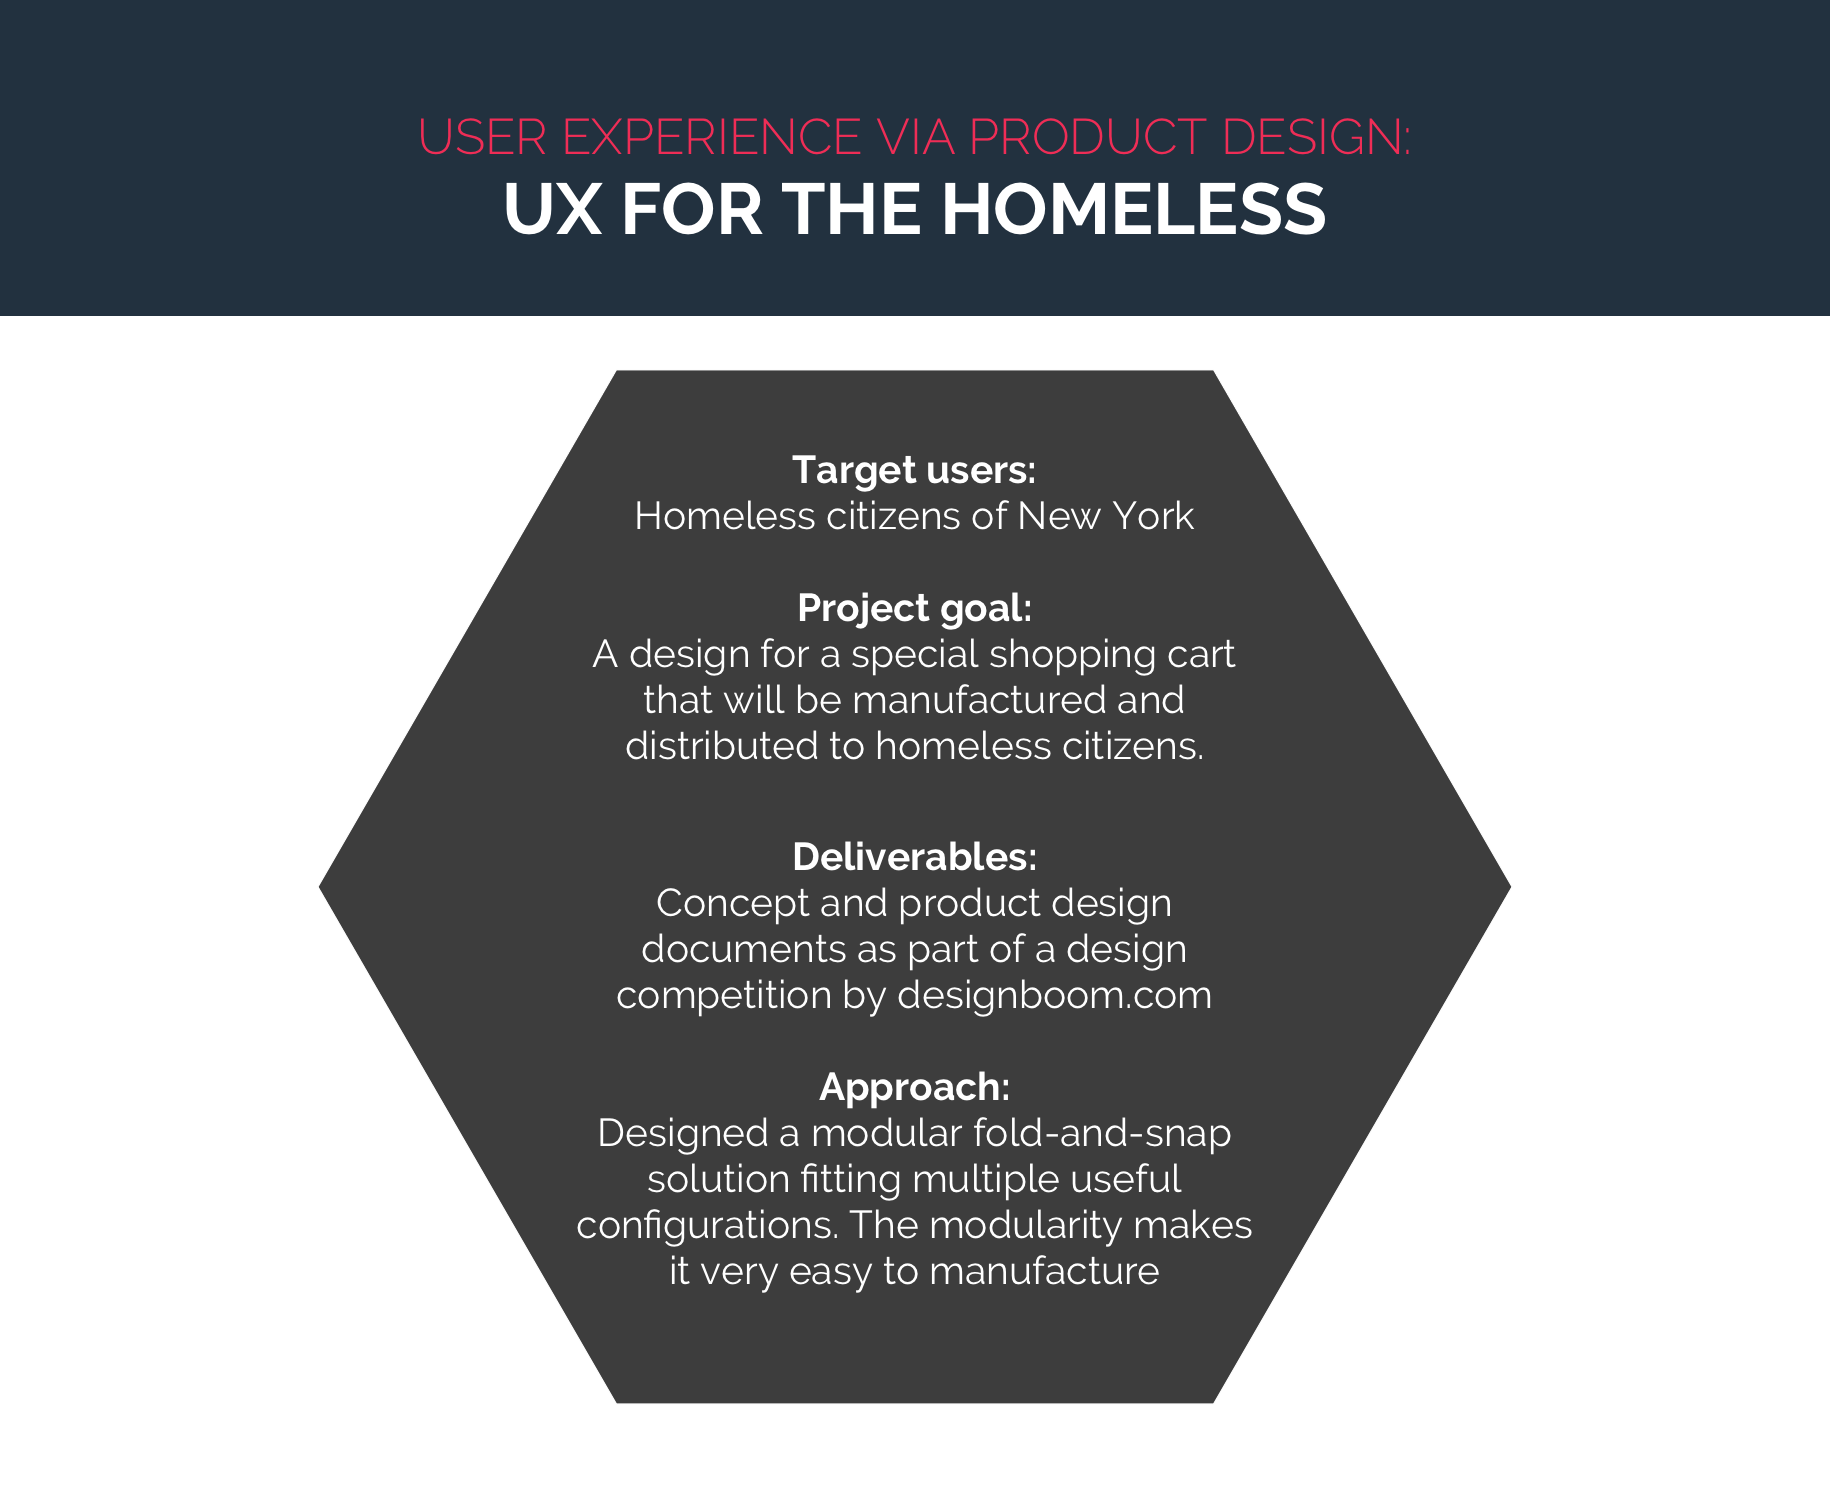 USER EXPERIENCE VIA PRODUCT DESIGN:
UX FOR THE HOMELESS
Target users:
Homeless citizens of New York
Project goal:
A design for a special shopping cart
that will be manufactured and
distributed to homeless citizens.
Deliverables:
Concept and product design
documents as part of a design
competition by designboom.com
Approach:
Designed a modular fold-and-snap
solution fitting multiple useful
configurations. The modularity makes
it very easy to manufacture